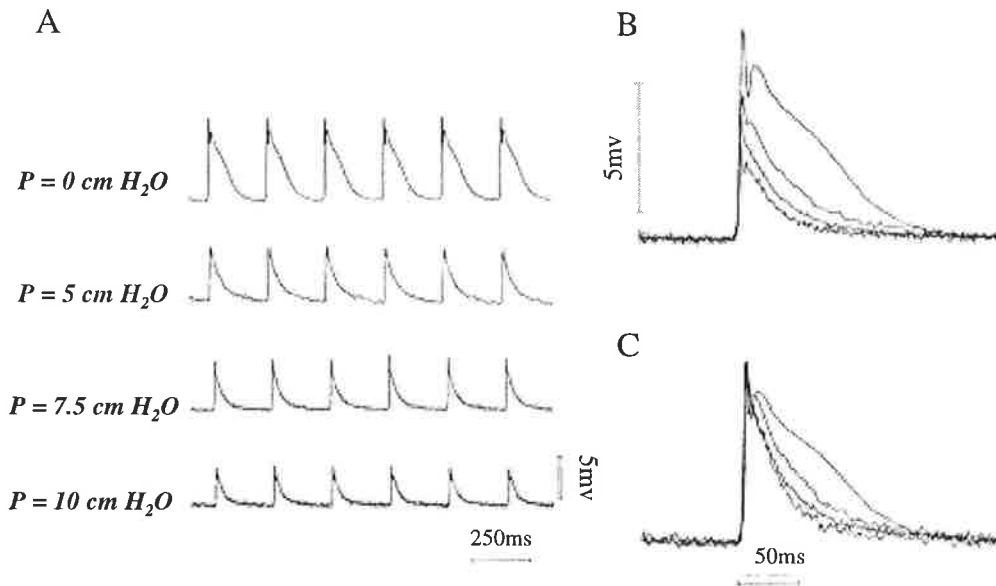 A
P = 0 cm H₂O
P = 5 cm H₂O
P = 7.5 cm H₂O
P = 10 cm H₂O
5mv
250ms
B
5mv
C
50ms